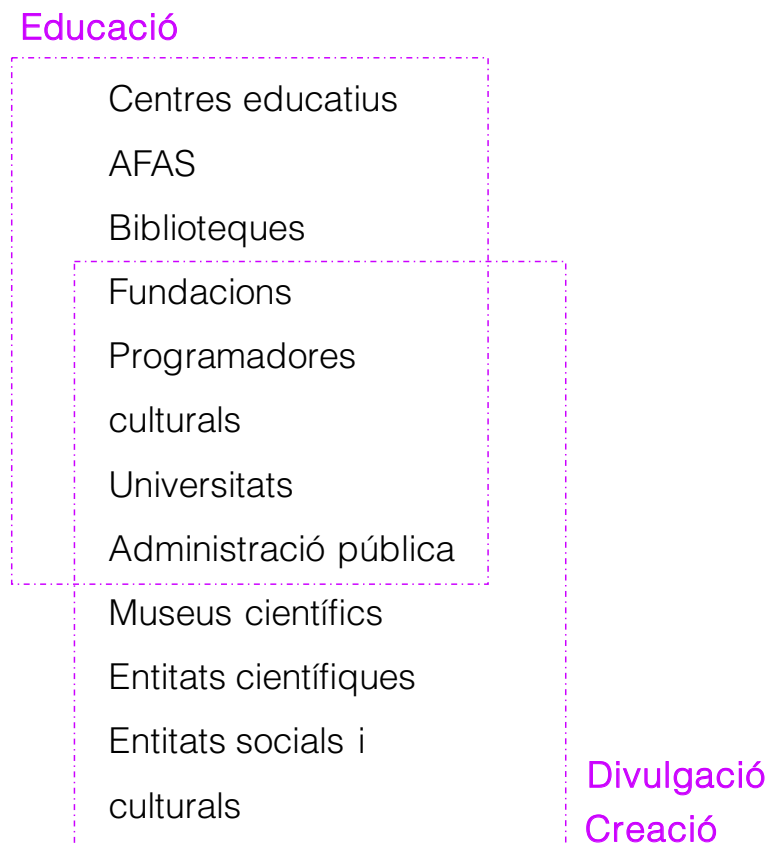 Educació
Centres educatius
AFAS
Biblioteques
Fundacions
Programadores
culturals
Universitats
Administració pública
Museus científics
Entitats científiques
Entitats socials i
culturals
Divulgació
Creació